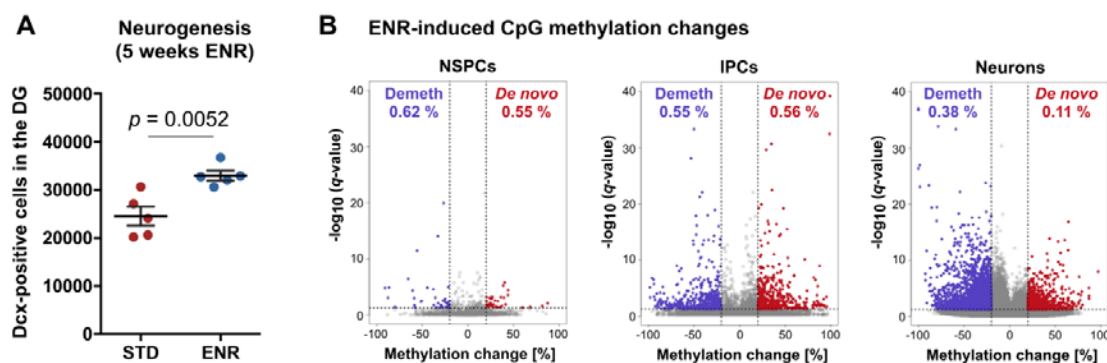 A
Neurogenesis
(5 weeks ENR)
Dcx-positive cells in the DG
50000
40000
30000
20000
10000
0
p = 0.0052
STD
ENR
B
ENR-induced CpG methylation changes
NSPCs
Demeth
0.62 %
De novo
0.55 %
-log10 (q-value)
40
30
20
10
0
-100
-50
0
50
100
Methylation change [%]
IPCs
Demeth
0.55 %
De novo
0.56 %
-log10 (q-value)
40
30
20
10
0
-100
-50
0
50
100
Methylation change [%]
Neurons
Demeth
0.38 %
De novo
0.11 %
-log10 (q-value)
40
30
20
10
0
-100
-50
0
50
100
Methylation change [%]